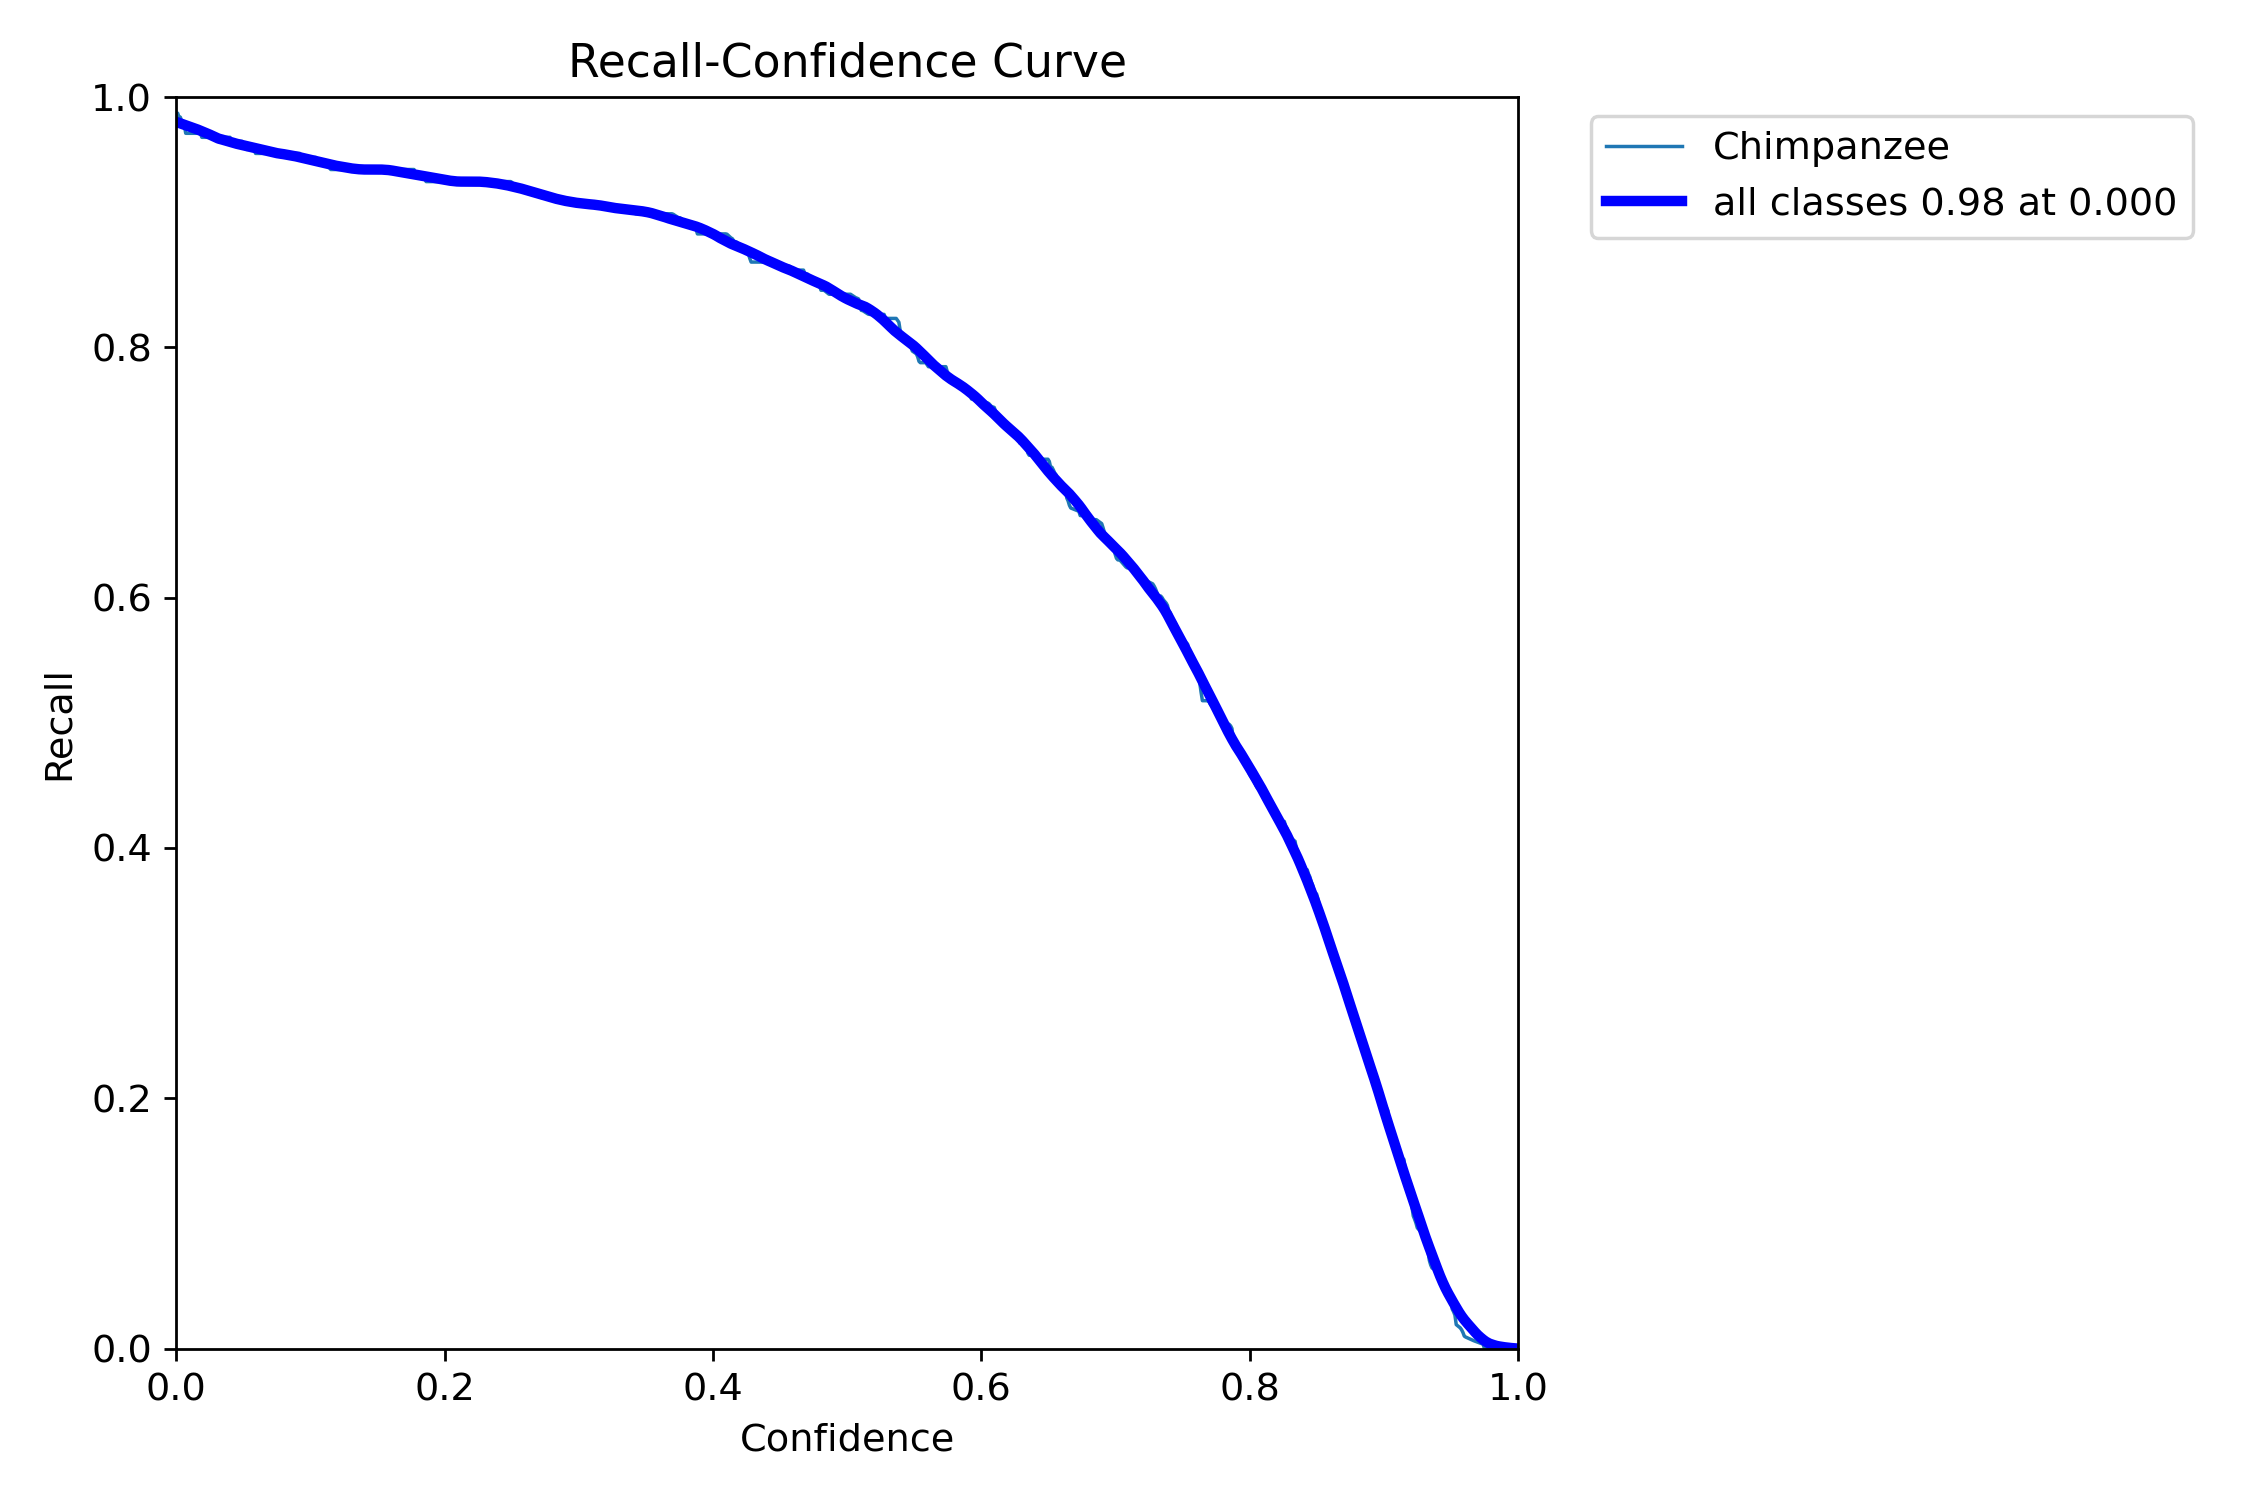 Recall-Confidence Curve
Chimpanzee
all classes 0.98 at 0.000
Recall
1.0
0.8
0.6
0.4
0.2
0.0
0.0 0.2 0.4 0.6 0.8 1.0
Confidence